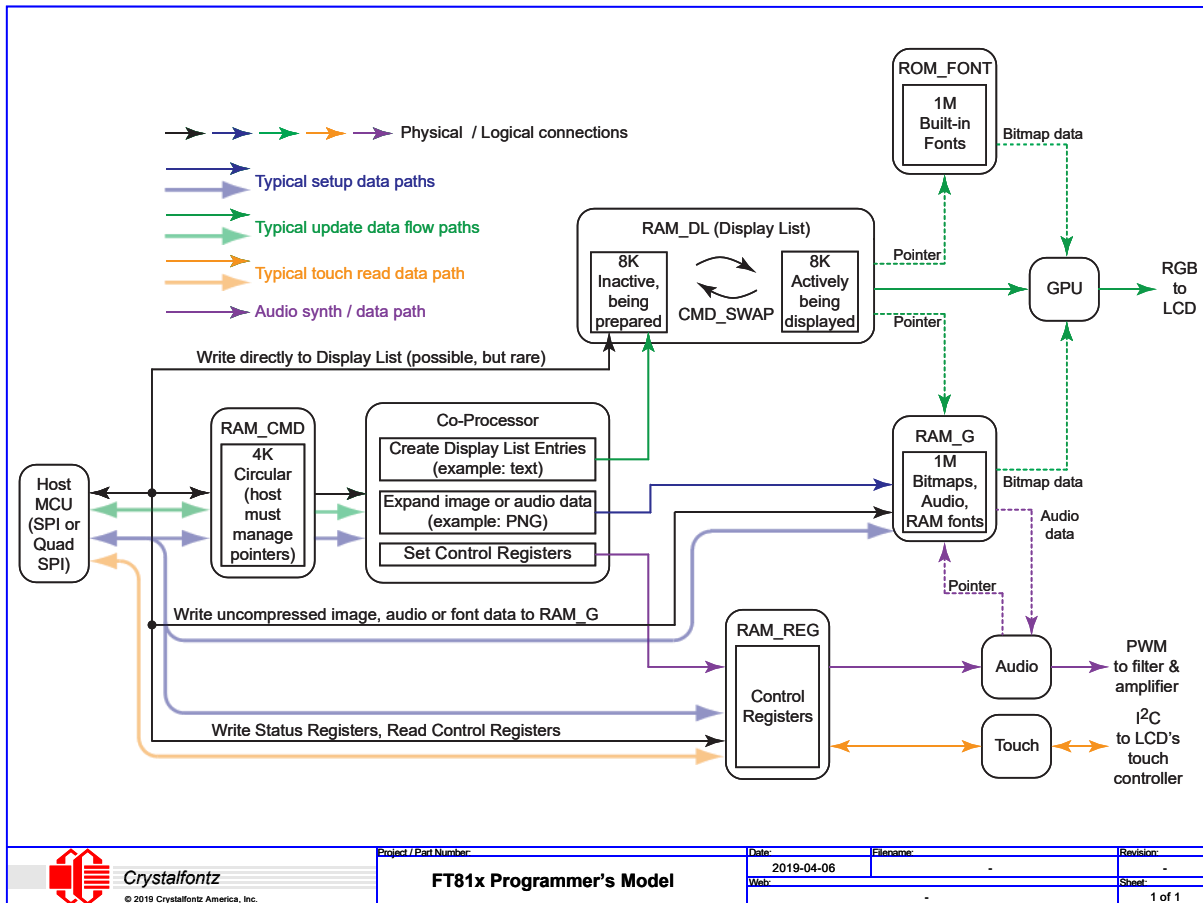 ROM_FONT
1M
Built-in
Fonts
Bitmap data
Physical / Logical connections
Typical setup data paths
Typical update data flow paths
Typical touch read data path
Audio synth / data path
RAM_DL (Display List)
8K
Inactive,
being
prepared
CMD_SWAP
8K
Actively
being
displayed
Pointer
Pointer
GPU
RGB
to
LCD
Write directly to Display List (possible, but rare)
Host
MCU
(SPI or
Quad
SPI)
RAM_CMD
4K
Circular
(host
must
manage
pointers)
Co-Processor
Create Display List Entries
(example: text)
Expand image or audio data
(example: PNG)
Set Control Registers
RAM_G
1M
Bitmaps,
Audio,
RAM fonts
Bitmap data
Audio
data
Pointer
Write uncompressed image, audio or font data to RAM_G
RAM_REG
Control
Registers
Audio
PWM
to filter &
amplifier
Write Status Registers, Read Control Registers
Touch
I2C
to LCD's
touch
controller
Crystalfontz
© 2019 Crystalfontz America, Inc.
Project / Part Number:
FT81x Programmer's Model
Date:
2019-04-06
Filename:
-
Revision:
-
Web:
-
Sheet:
1 of 1